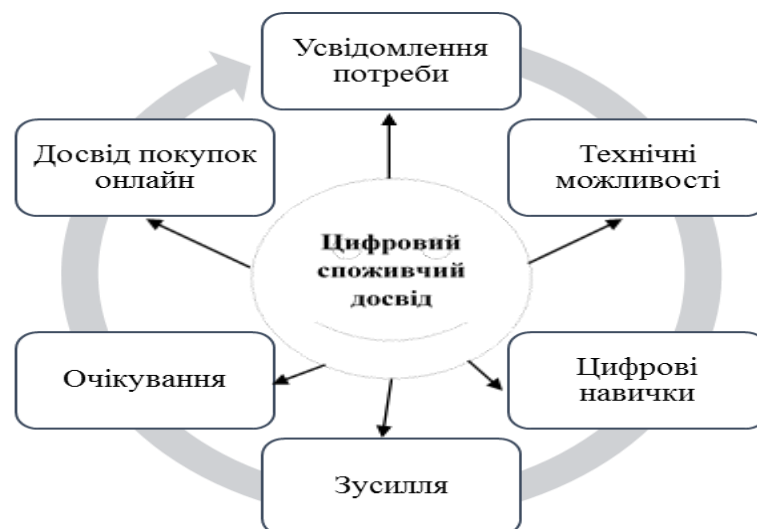 Усвідомлення
потреби
Досвід покупок
онлайн
Технічні
можливості
Цифровий
споживчий
досвід
Очікування
Цифрові
навички
Зусилля